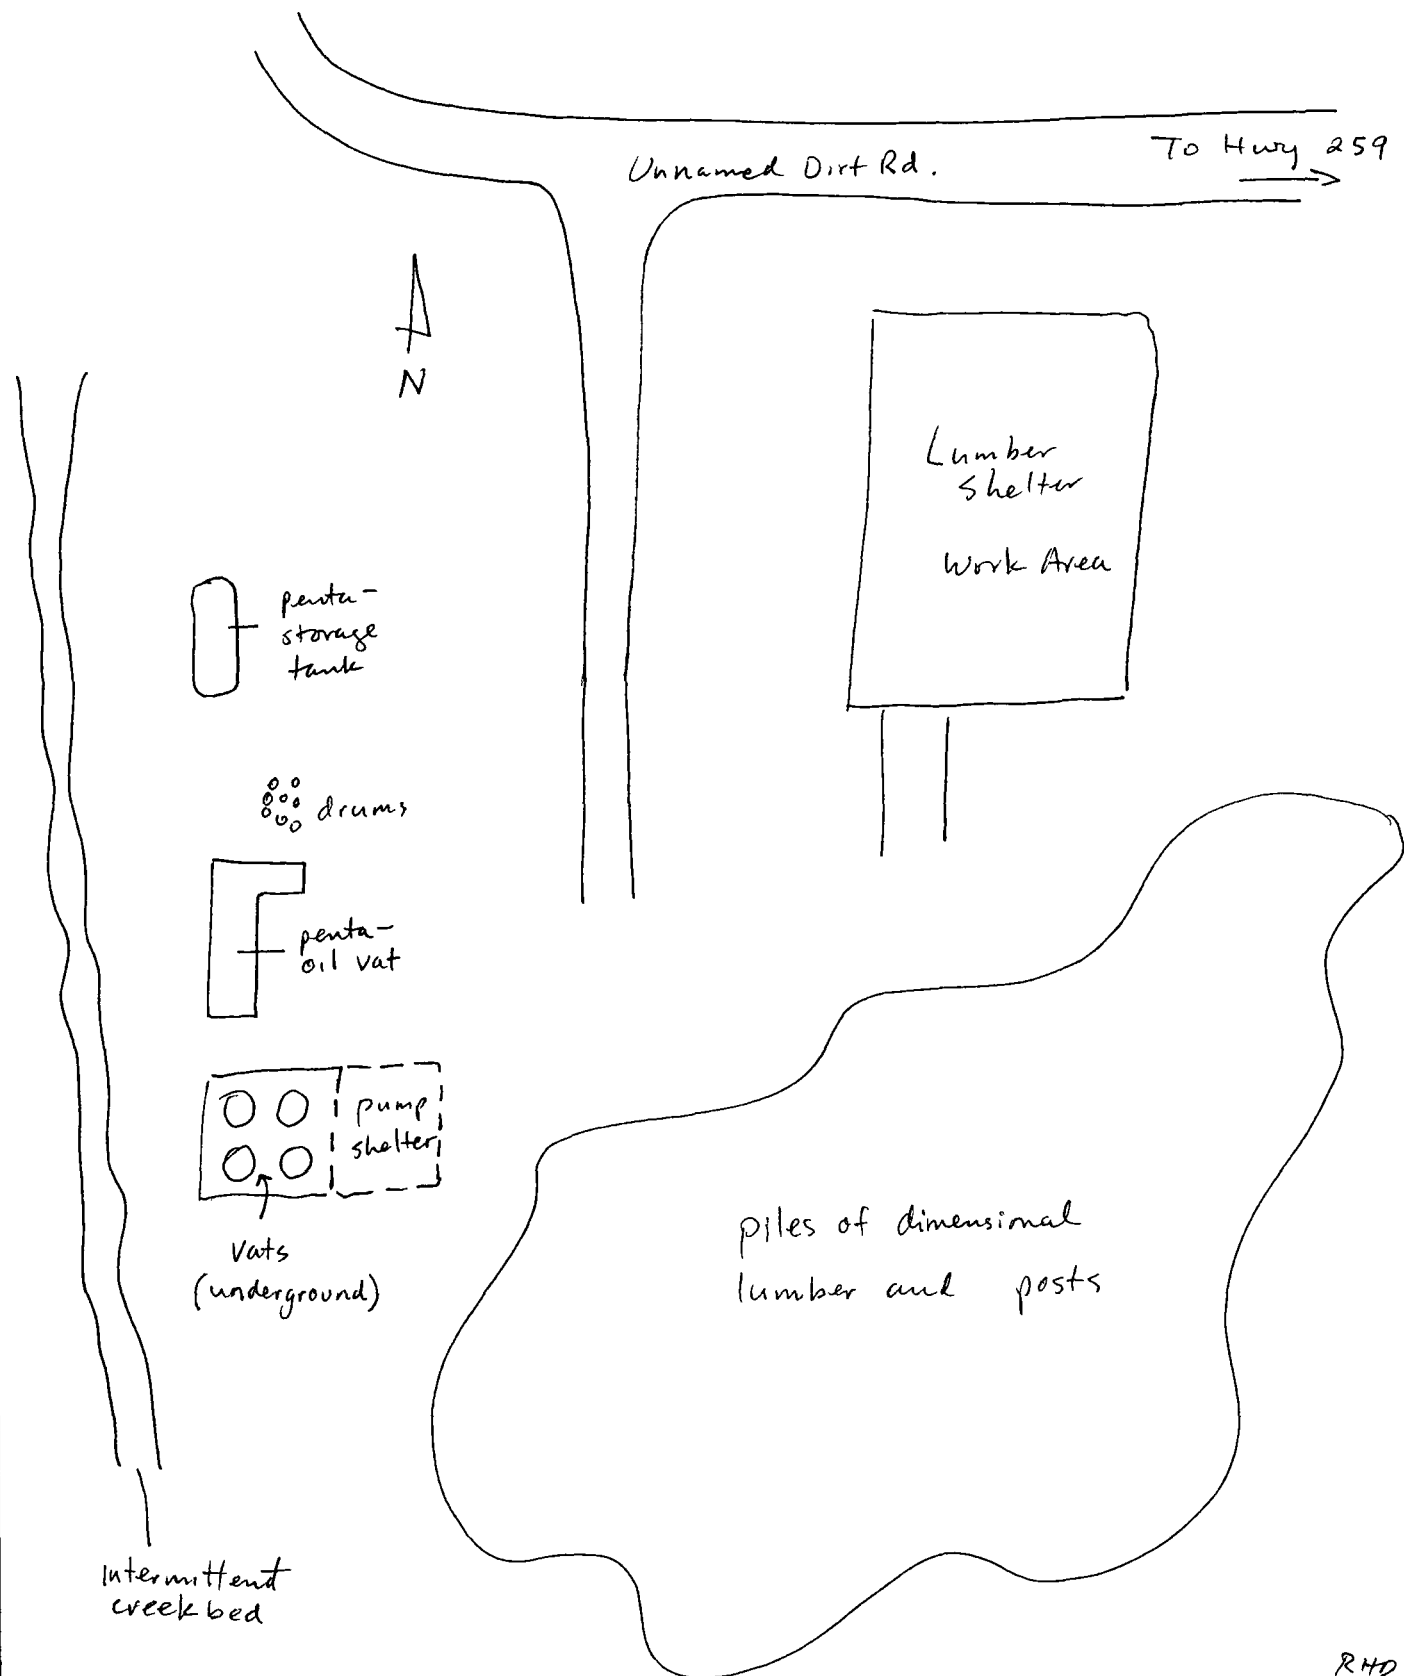 To Hwy 259
Unnamed Dirt Rd.
N
Lumber
Shelter
Work Area
penta-
storage
tank
drums
penta-
oil vat
pump
shelter
Vats
(underground)
piles of dimensional
lumber and posts
Intermittent
creek bed
RHD